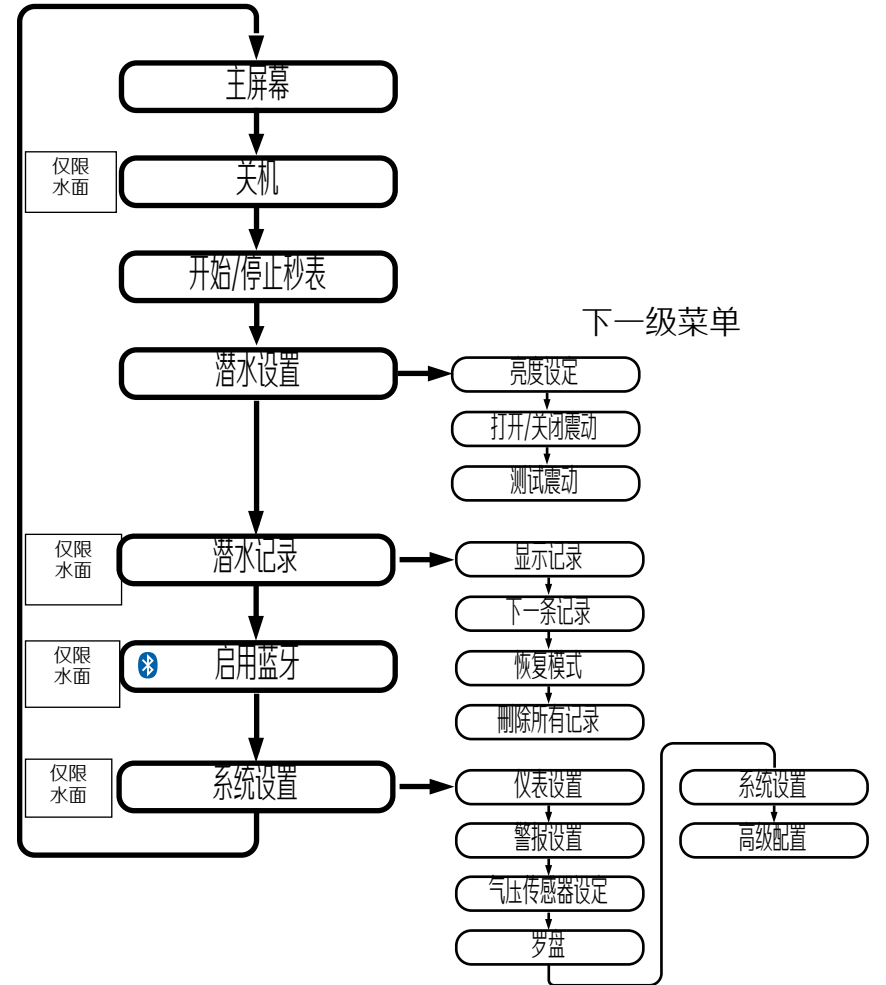 主屏幕
仅限
水面
关机
开始/停止秒表
下一级菜单
潜水设置
亮度设定
打开/关闭震动
测试震动
仅限
水面
潜水记录
显示记录
下一条记录
恢复模式
删除所有记录
仅限
水面
启用蓝牙
仅限
水面
系统设置
仪表设置
警报设置
气压传感器设定
罗盘
系统设置
高级配置